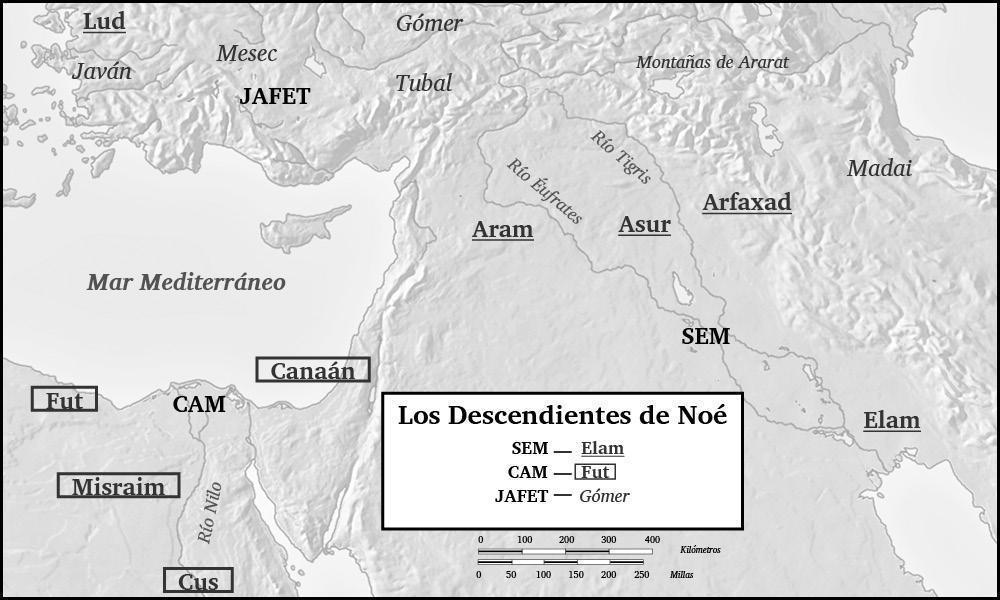 Lud
Gómer
Mesec
Javán
Montañas de Ararat
Tubal
JAFET
Río Tigris
Madai
Río Éufrates
Arfaxad
Aram
Asur
Mar Mediterráneo
SEM
Canaán
Fut
CAM
Elam
Misraim
Río Nilo
Cus
Los Descendientes de Noé
SEM — Elam
CAM — Fut
JAFET — Gómer
0 100 200 300 400 Kilómetros
0 50 100 150 200 250 Millas